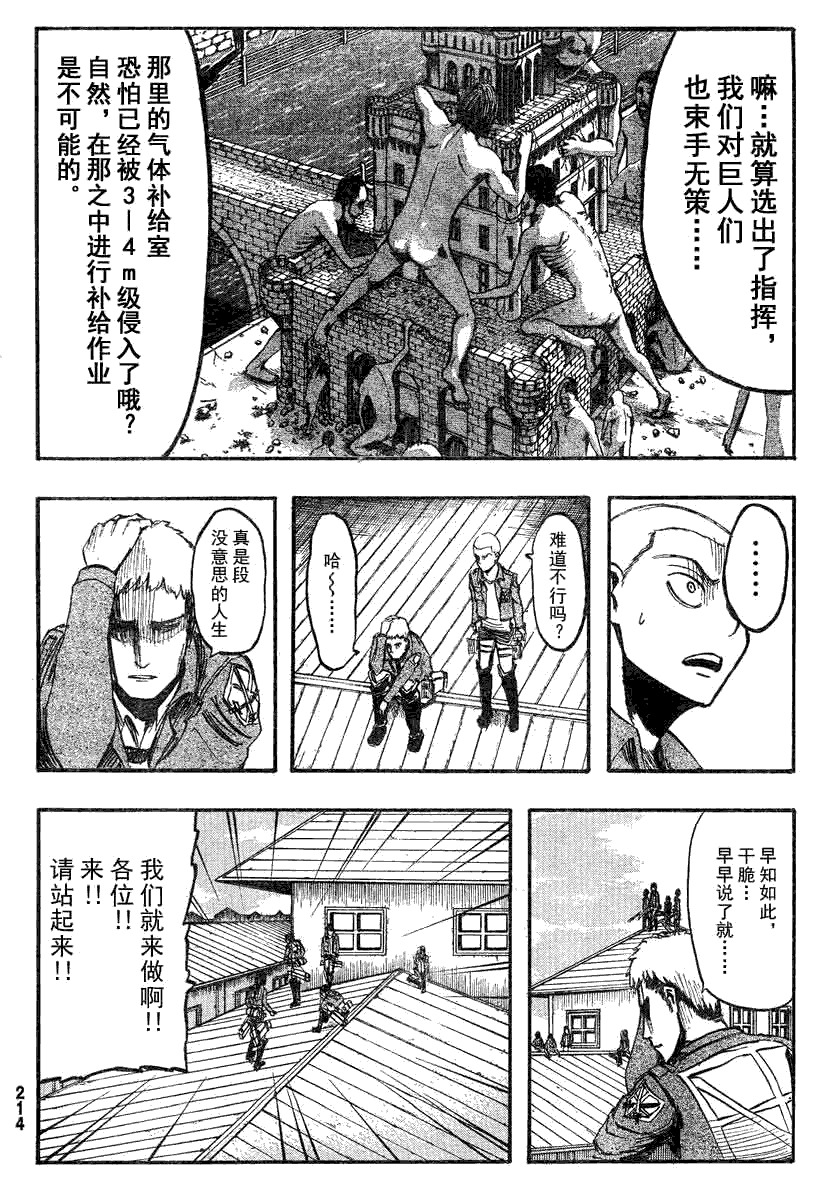 嘛…就算选出了指挥，
我们对巨人们
也束手无策……
那里的气体补给室
恐怕已经被3—4m级侵入了哦？
自然，在那之中进行补给作业
是不可能的。
……
难道不行吗？
哈～……
真是段
没意思的人生
早知如此，
干脆…
早早说了就……
我们就来做啊!!
各位!!
来!!
请站起来!!
214